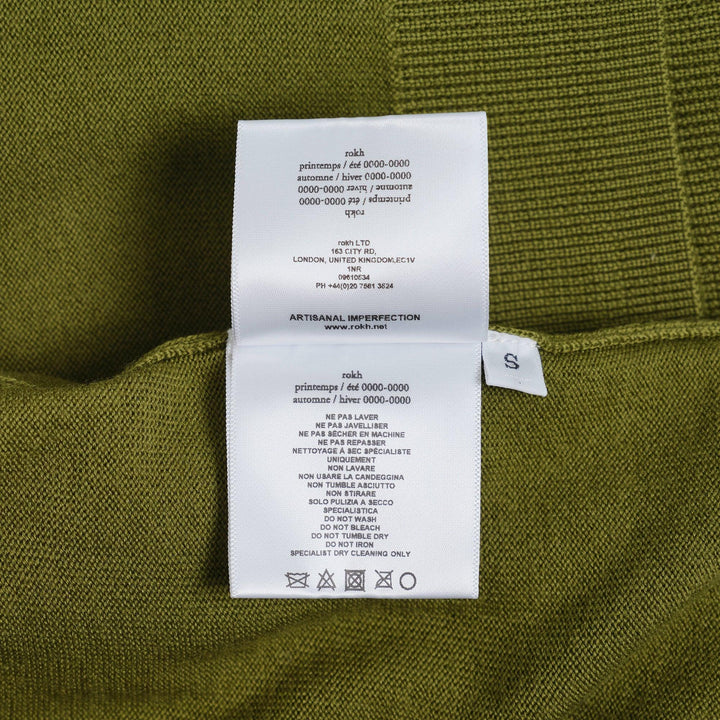 rokh
printemps / été 0000-0000
automne / hiver 0000-0000
automne / hiver 0000-0000
printemps / été 0000-0000
rokh
rokh LTD
163 CITY RD,
LONDON, UNITED KINGDOM,EC1V
1NR
09610534
PH +44(0)20 7561 3524
ARTISANAL IMPERFECTION
www.rokh.net
S
rokh
printemps / été 0000-0000
automne / hiver 0000-0000
NE PAS LAVER
NE PAS JAVELLISER
NE PAS SÉCHER EN MACHINE
NE PAS REPASSER
NETTOYAGE À SEC SPÉCIALISTE
UNIQUEMENT
NON LAVARE
NON USARE LA CANDEGGINA
NON TUMBLE ASCIUTTO
NON STIRARE
SOLO PULIZIA A SECCO
SPECIALISTICA
DO NOT WASH
DO NOT BLEACH
DO NOT TUMBLE DRY
DO NOT IRON
SPECIALIST DRY CLEANING ONLY